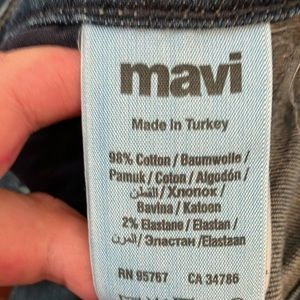 mavi
Made in Turkey
98% Cotton / Baumwolle /
Pamuk / Coton / Algodón /
القطن / Хлопок /
Bavlna / Katoen
2% Elastane / Elastan /
المرن / Эластан / Elastaan
RN 95767 CA 34786